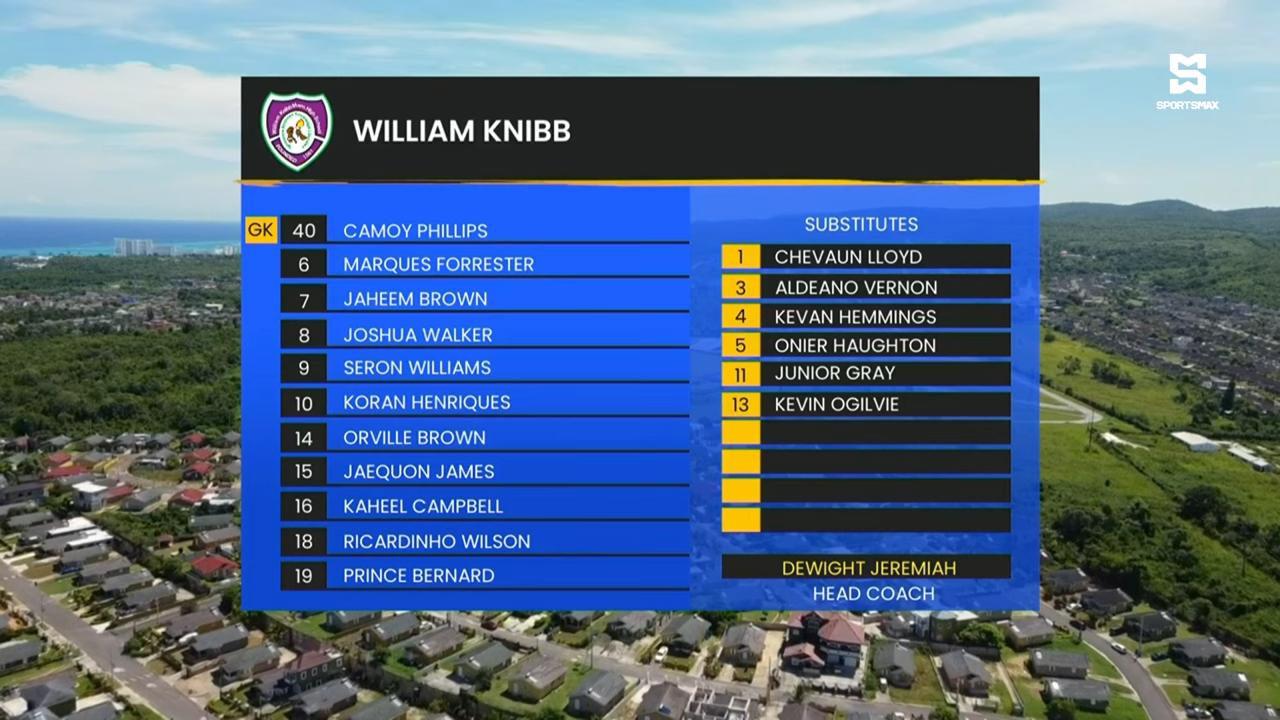 SPORTSMAX
WILLIAM KNIBB
GK 40 CAMOY PHILLIPS
6 MARQUES FORRESTER
7 JAHEEM BROWN
8 JOSHUA WALKER
9 SERON WILLIAMS
10 KORAN HENRIQUES
14 ORVILLE BROWN
15 JAEQUON JAMES
16 KAHEEL CAMPBELL
18 RICARDINHO WILSON
19 PRINCE BERNARD
SUBSTITUTES
1 CHEVAUN LLOYD
3 ALDEANO VERNON
4 KEVAN HEMMINGS
5 ONIER HAUGHTON
11 JUNIOR GRAY
13 KEVIN OGILVIE
DEWIGHT JEREMIAH
HEAD COACH